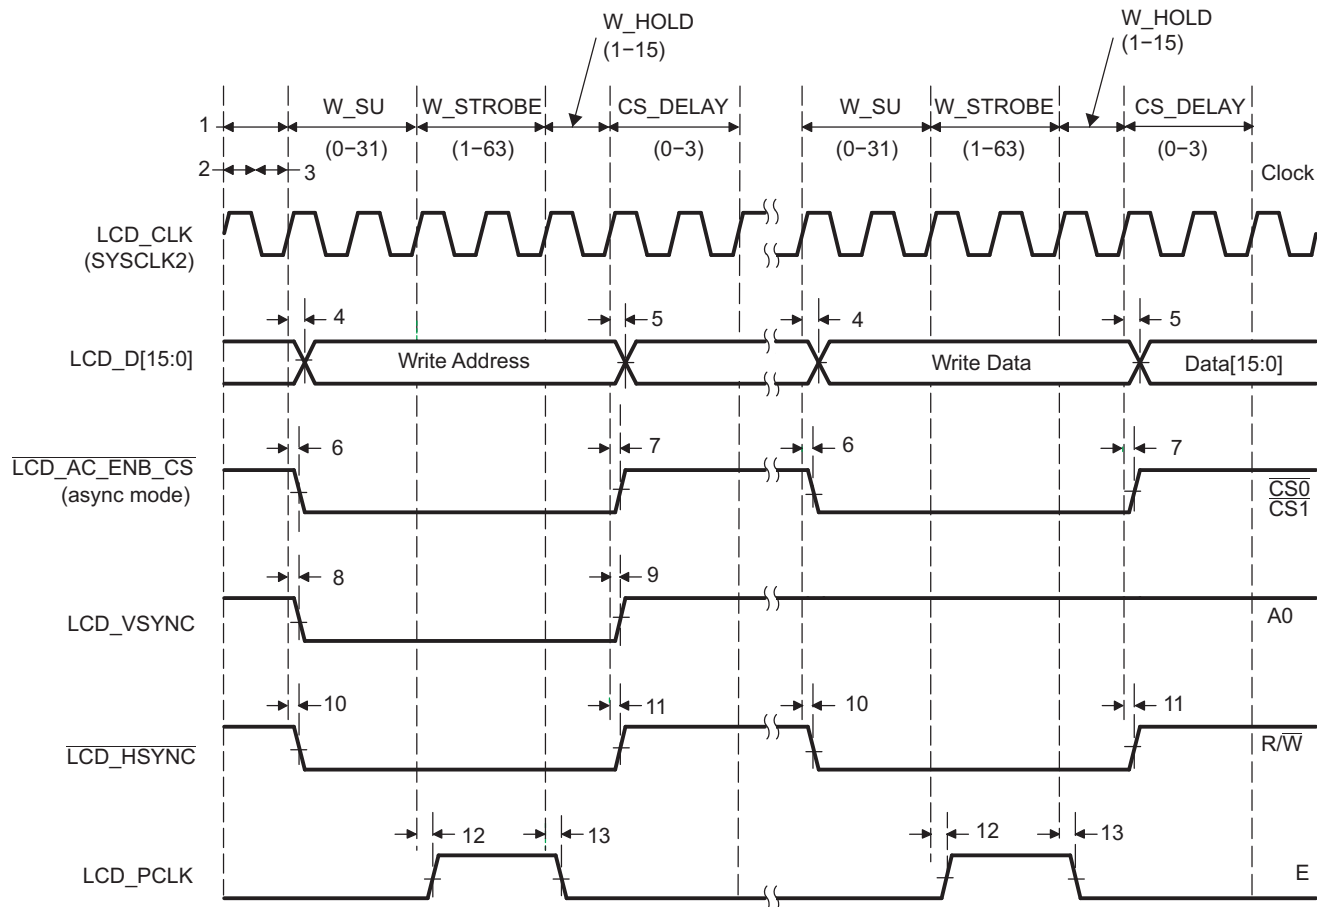 W_HOLD
(1−15)
W_HOLD
(1−15)
W_SU
W_STROBE
CS_DELAY
W_SU
W_STROBE
CS_DELAY
1
(0−31)
(1−63)
(0−3)
(0−31)
(1−63)
(0−3)
2
3
Clock
LCD_CLK
(SYSCLK2)
4
5
4
5
LCD_D[15:0]
Write Address
Write Data
Data[15:0]
6
7
6
7
LCD_AC_ENB_CS
(async mode)
CS0
CS1
8
9
LCD_VSYNC
A0
10
11
10
11
LCD_HSYNC
R/W
12
13
12
13
LCD_PCLK
E